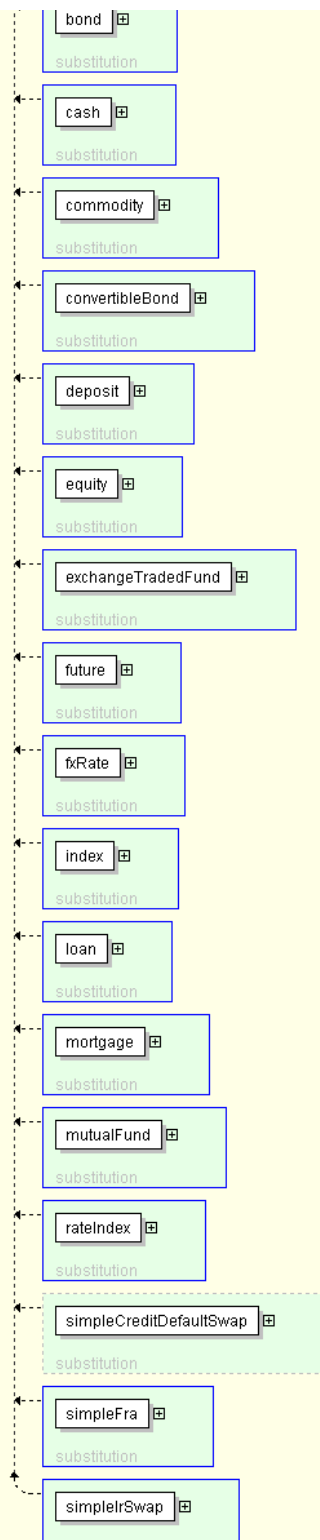 bond
substitution
cash
substitution
commodity
substitution
convertibleBond
substitution
deposit
substitution
equity
substitution
exchangeTradedFund
substitution
future
substitution
fxRate
substitution
index
substitution
loan
substitution
mortgage
substitution
mutualFund
substitution
rateIndex
substitution
simpleCreditDefaultSwap
substitution
simpleFra
substitution
simpleIrSwap